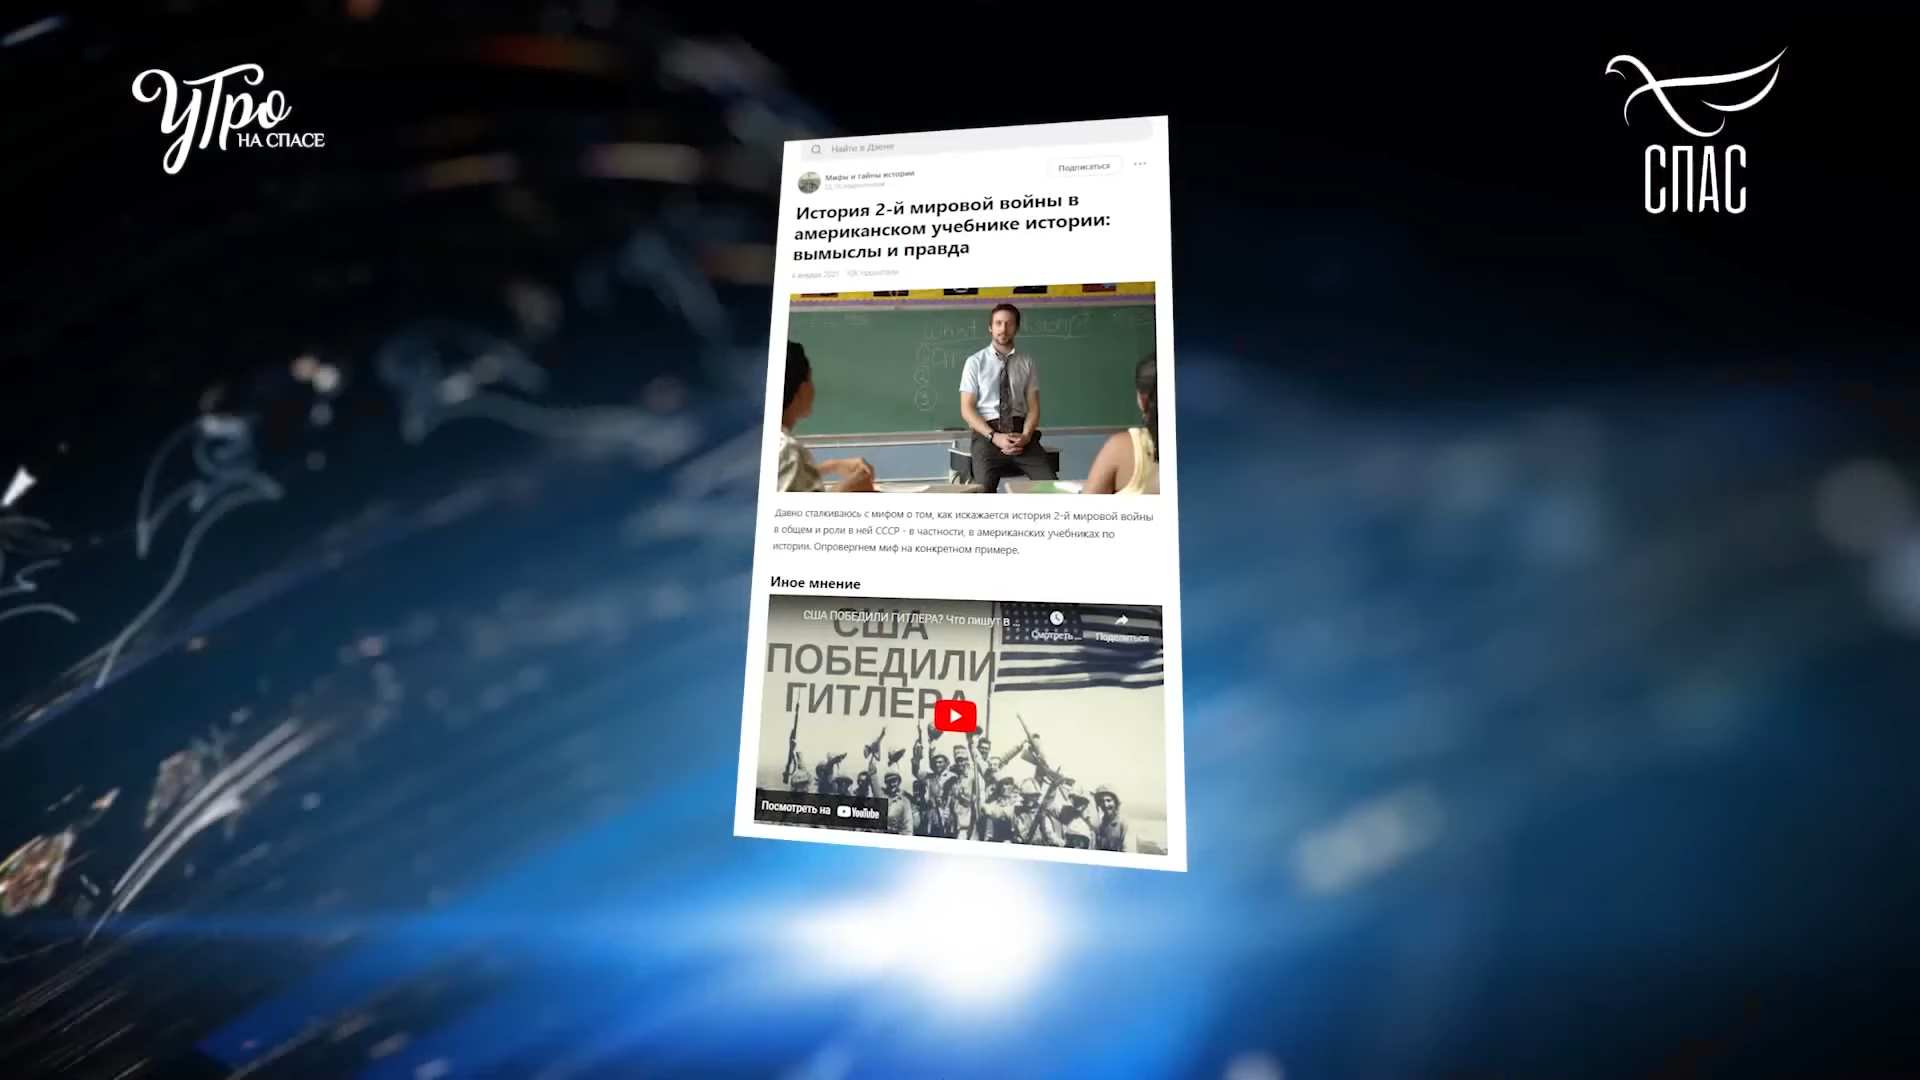 Утро
НА СПАСЕ
СПАС
Найти в Дзене
Мифы и тайны истории
Подписаться
История 2-й мировой войны в
американском учебнике истории:
вымыслы и правда
4 января 2021
Давно сталкиваюсь с мифом о том, как искажается история 2-й мировой войны
в общем и роли в ней СССР - в частности, в американских учебниках по
истории. Опровергнем миф на конкретном примере.
Иное мнение
США ПОБЕДИЛИ ГИТЛЕРА? Что пишут в ...
Смотреть...
Поделиться
США
ПОБЕДИЛИ
ГИТЛЕРА
Посмотреть на YouTube